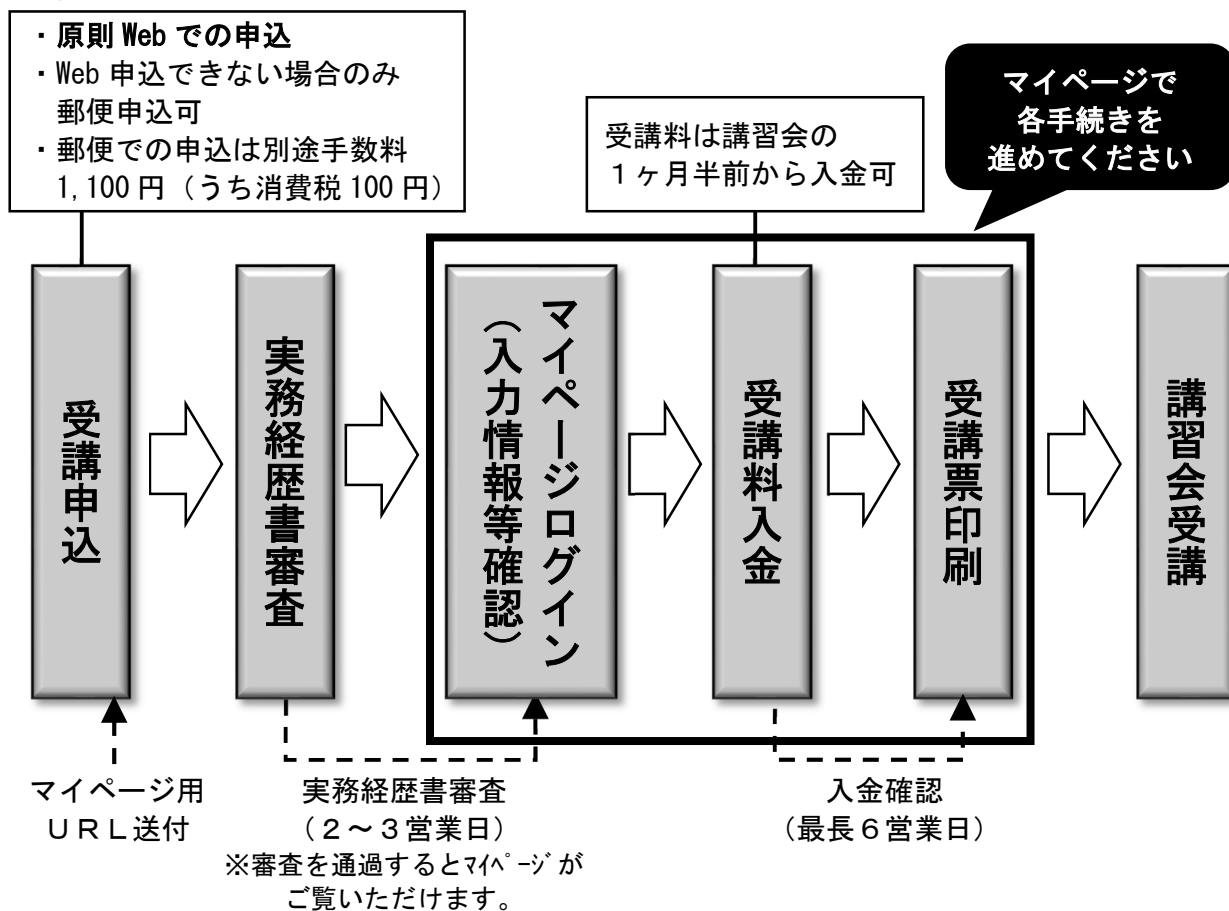 ・原則 Web での申込
・Web 申込できない場合のみ
郵便申込可
・郵便での申込は別途手数料
1,100 円（うち消費税 100 円）
受講料は講習会の
１ヶ月半前から入金可
マイページで
各手続きを
進めてください
受講申込
実務経歴書審査
マイページログイン
（入力情報等確認）
受講料入金
受講票印刷
講習会受講
マイページ用
ＵＲＬ送付
実務経歴書審査
（２～３営業日）
※審査を通過するとﾏｲﾍﾟｰｼﾞが
ご覧いただけます。
入金確認
（最長６営業日）